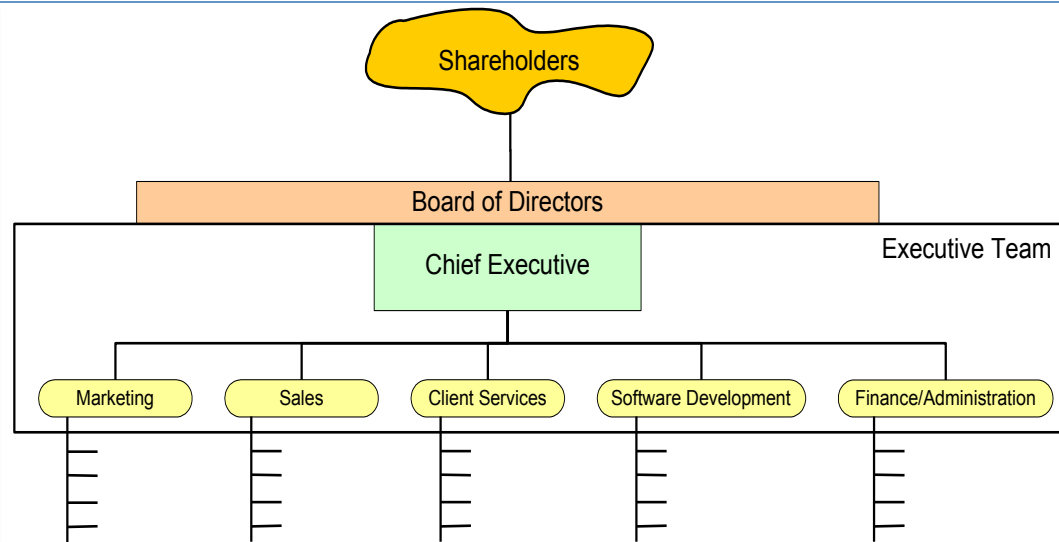 Shareholders
Board of Directors
Executive Team
Chief Executive
Marketing
Sales
Client Services
Software Development
Finance/Administration